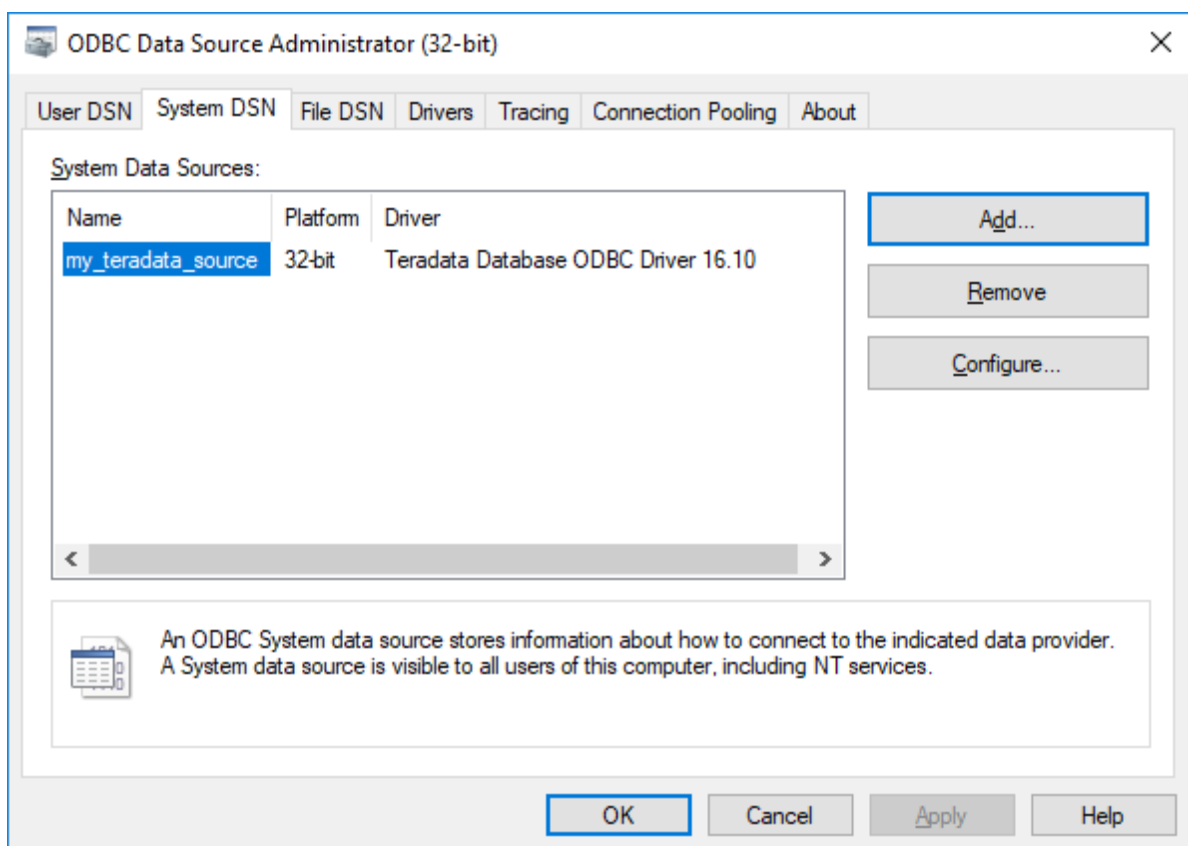 ODBC Data Source Administrator (32-bit)
User DSN System DSN File DSN Drivers Tracing Connection Pooling About
System Data Sources:
Name Platform Driver
my_teradata_source 32-bit Teradata Database ODBC Driver 16.10
Add...
Remove
Configure...
An ODBC System data source stores information about how to connect to the indicated data provider.
A System data source is visible to all users of this computer, including NT services.
OK Cancel Apply Help